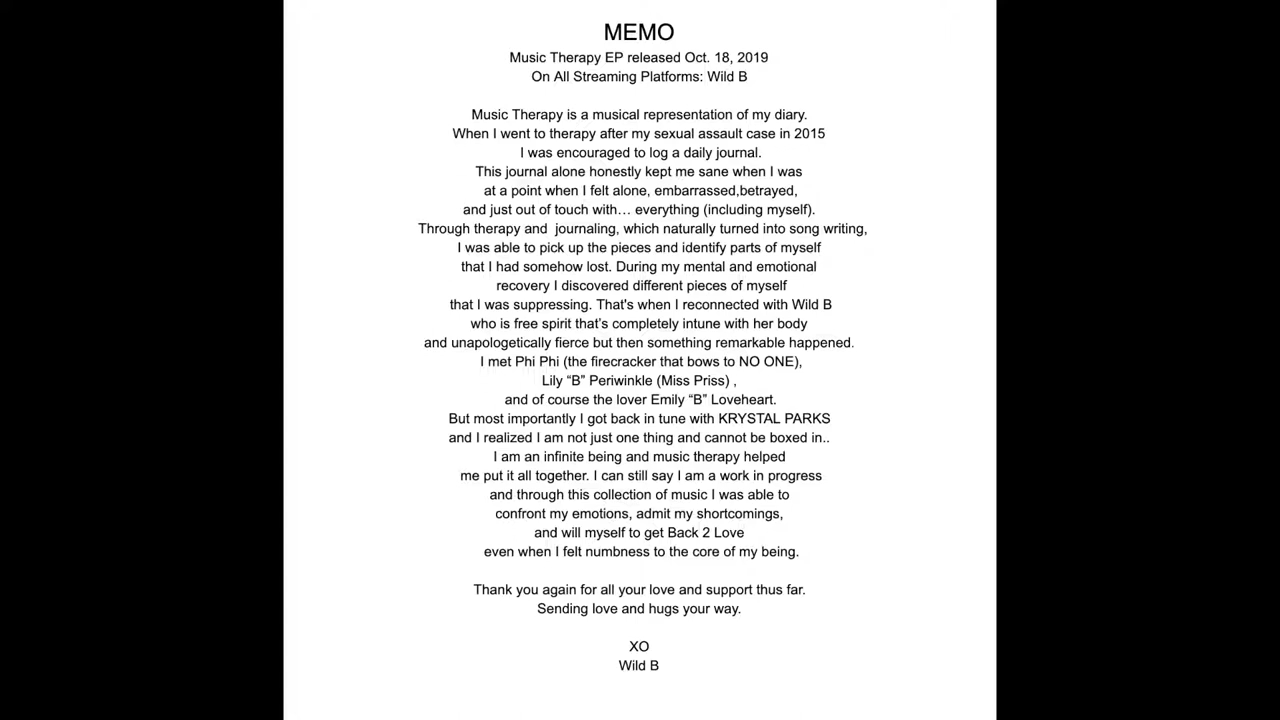 MEMO
Music Therapy EP released Oct. 18, 2019
On All Streaming Platforms: Wild B
Music Therapy is a musical representation of my diary.
When I went to therapy after my sexual assault case in 2015
I was encouraged to log a daily journal.
This journal alone honestly kept me sane when I was
at a point when I felt alone, embarrassed,betrayed,
and just out of touch with… everything (including myself).
Through therapy and  journaling, which naturally turned into song writing,
I was able to pick up the pieces and identify parts of myself
that I had somehow lost. During my mental and emotional
recovery I discovered different pieces of myself
that I was suppressing. That's when I reconnected with Wild B
who is free spirit that’s completely intune with her body
and unapologetically fierce but then something remarkable happened.
I met Phi Phi (the firecracker that bows to NO ONE),
Lily “B” Periwinkle (Miss Priss) ,
and of course the lover Emily “B” Loveheart.
But most importantly I got back in tune with KRYSTAL PARKS
and I realized I am not just one thing and cannot be boxed in..
I am an infinite being and music therapy helped
me put it all together. I can still say I am a work in progress
and through this collection of music I was able to
confront my emotions, admit my shortcomings,
and will myself to get Back 2 Love
even when I felt numbness to the core of my being.
Thank you again for all your love and support thus far.
Sending love and hugs your way.
XO
Wild B